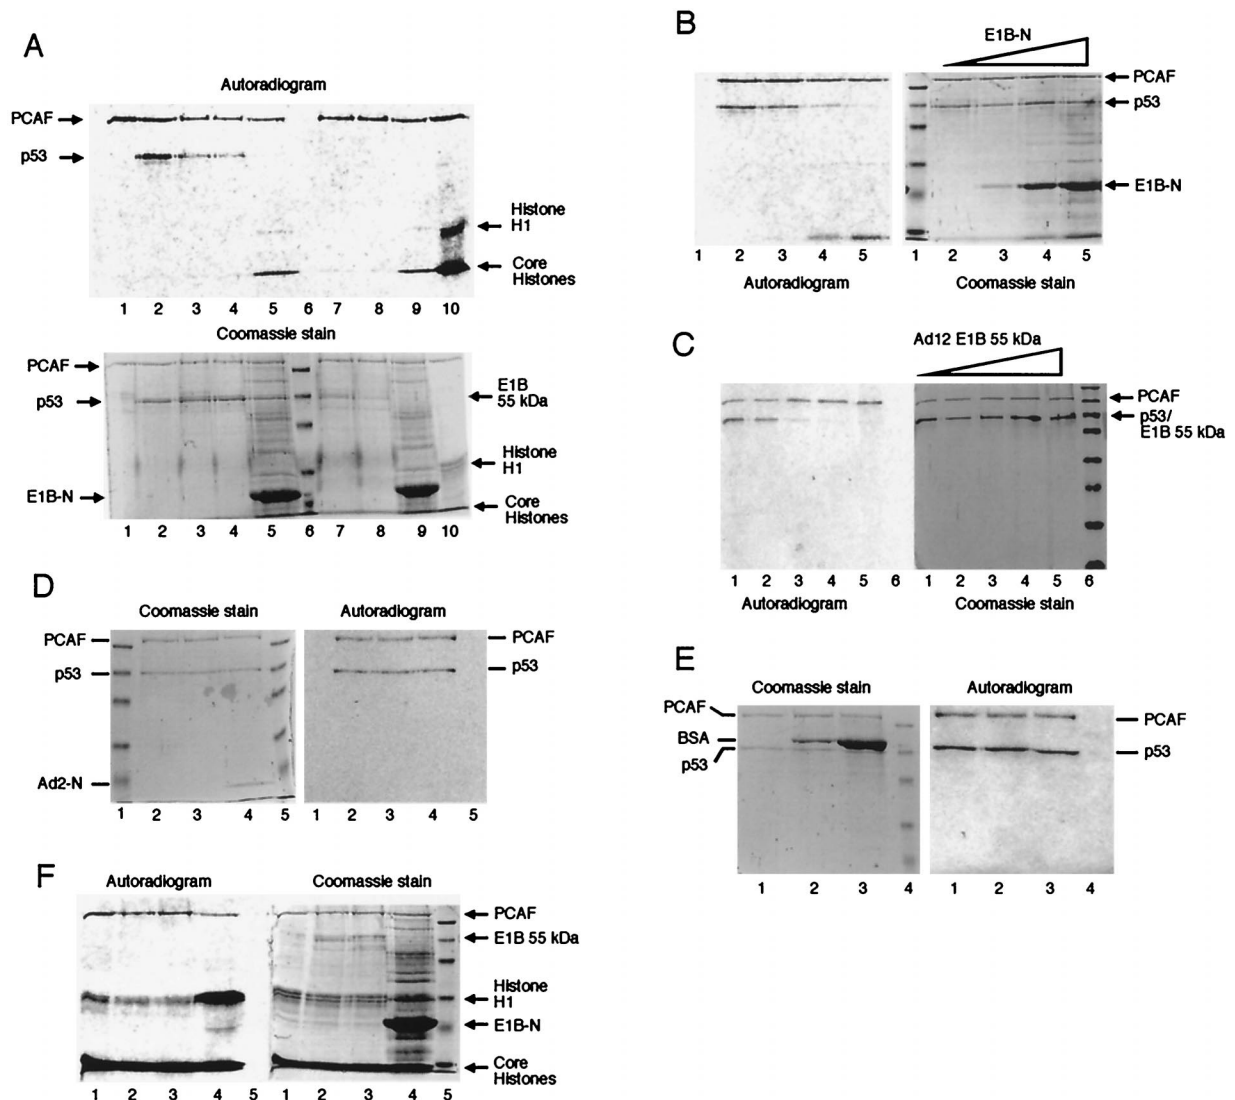 A
Autoradiogram
PCAF
p53
Histone
H1
Core
Histones
1 2 3 4 5 6 7 8 9 10
Coomassie stain
PCAF
p53
E1B-N
E1B
55 kDa
Histone
H1
Core
Histones
1 2 3 4 5 6 7 8 9 10
B
E1B-N
PCAF
p53
E1B-N
1 2 3 4 5
1 2 3 4 5
Autoradiogram
Coomassie stain
C
Ad12 E1B 55 kDa
PCAF
p53/
E1B 55 kDa
1 2 3 4 5 6
1 2 3 4 5 6
Autoradiogram
Coomassie stain
D
Coomassie stain
Autoradiogram
PCAF
p53
Ad2-N
PCAF
p53
1 2 3 4 5
1 2 3 4 5
E
Coomassie stain
Autoradiogram
PCAF
BSA
p53
PCAF
p53
1 2 3 4
1 2 3 4
F
Autoradiogram
Coomassie stain
PCAF
E1B 55 kDa
Histone
H1
E1B-N
Core
Histones
1 2 3 4 5
1 2 3 4 5